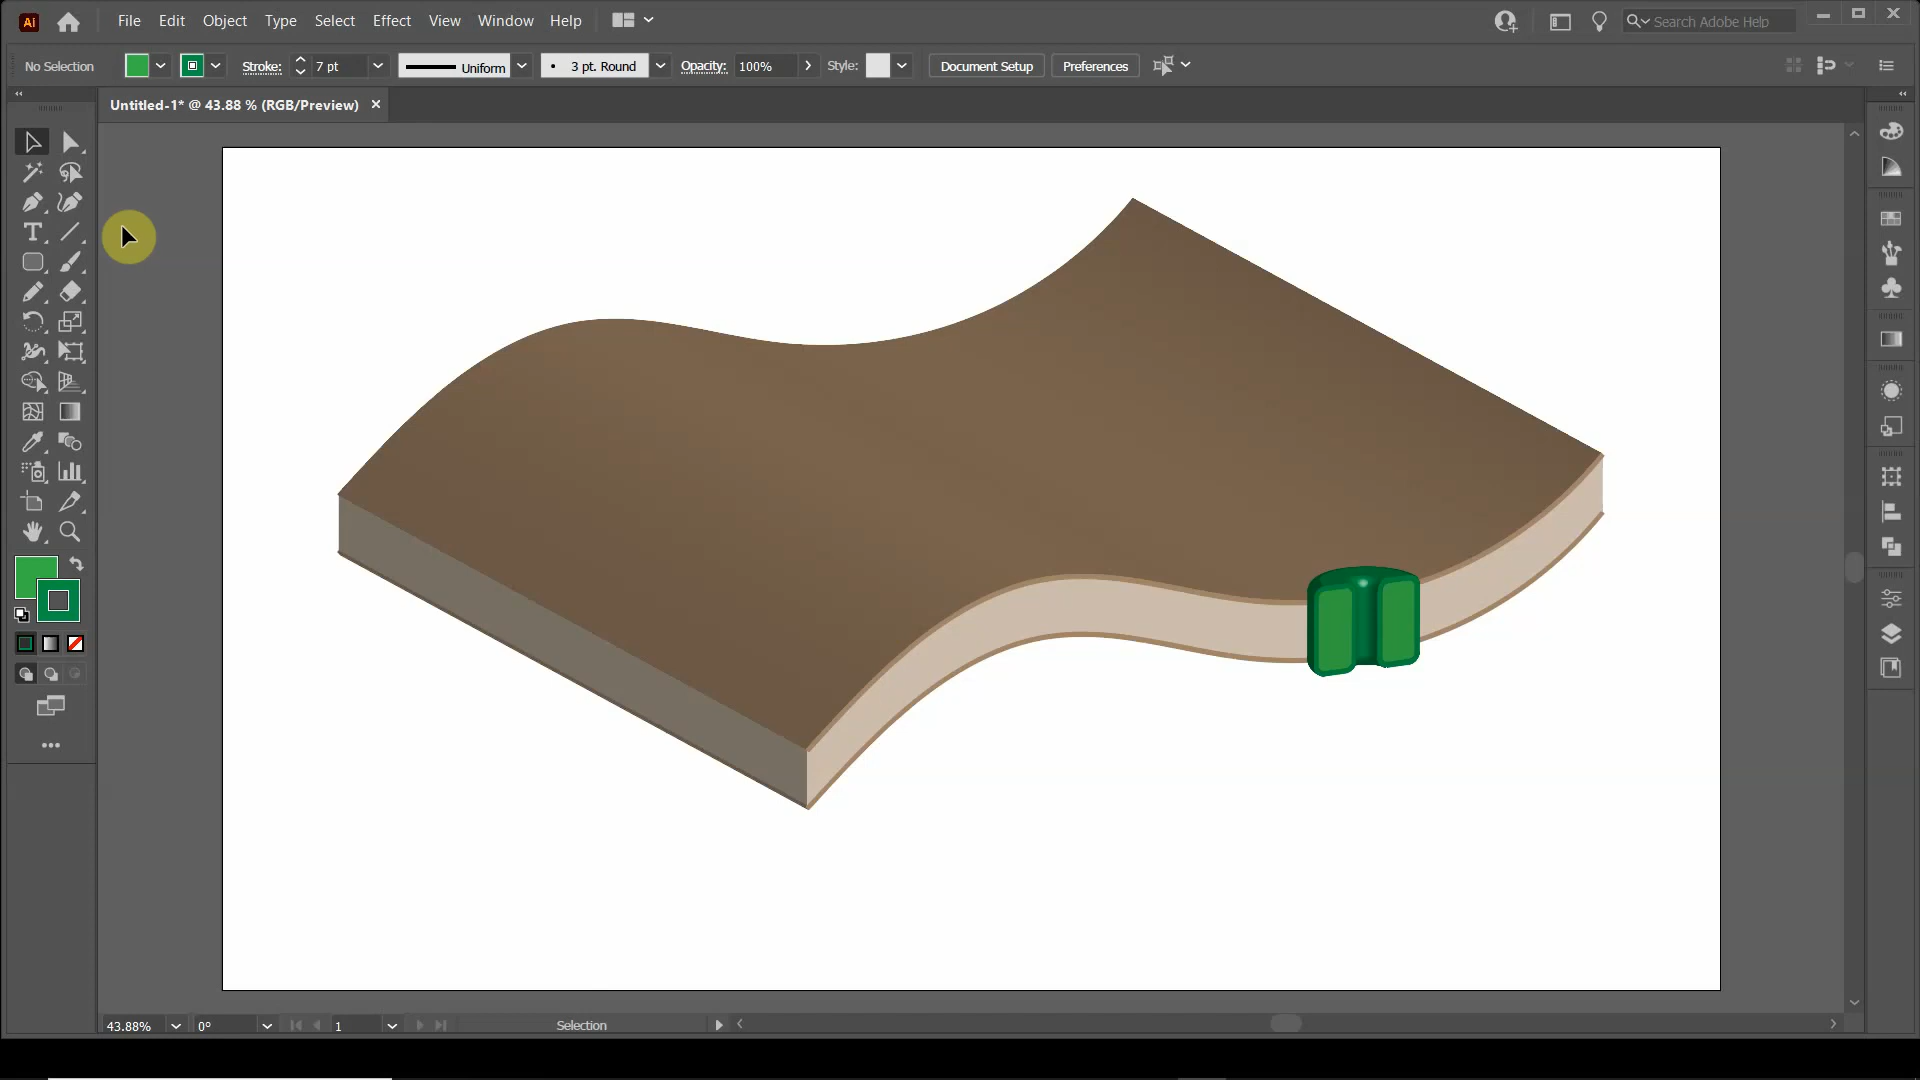 Ai File Edit Object Type Select Effect View Window Help Search Adobe Help
No Selection Stroke: 7 pt Uniform 3 pt. Round Opacity: 100% Style: Document Setup Preferences
Untitled-1* @ 43.88 % (RGB/Preview)
43.88% 0° 1 Selection